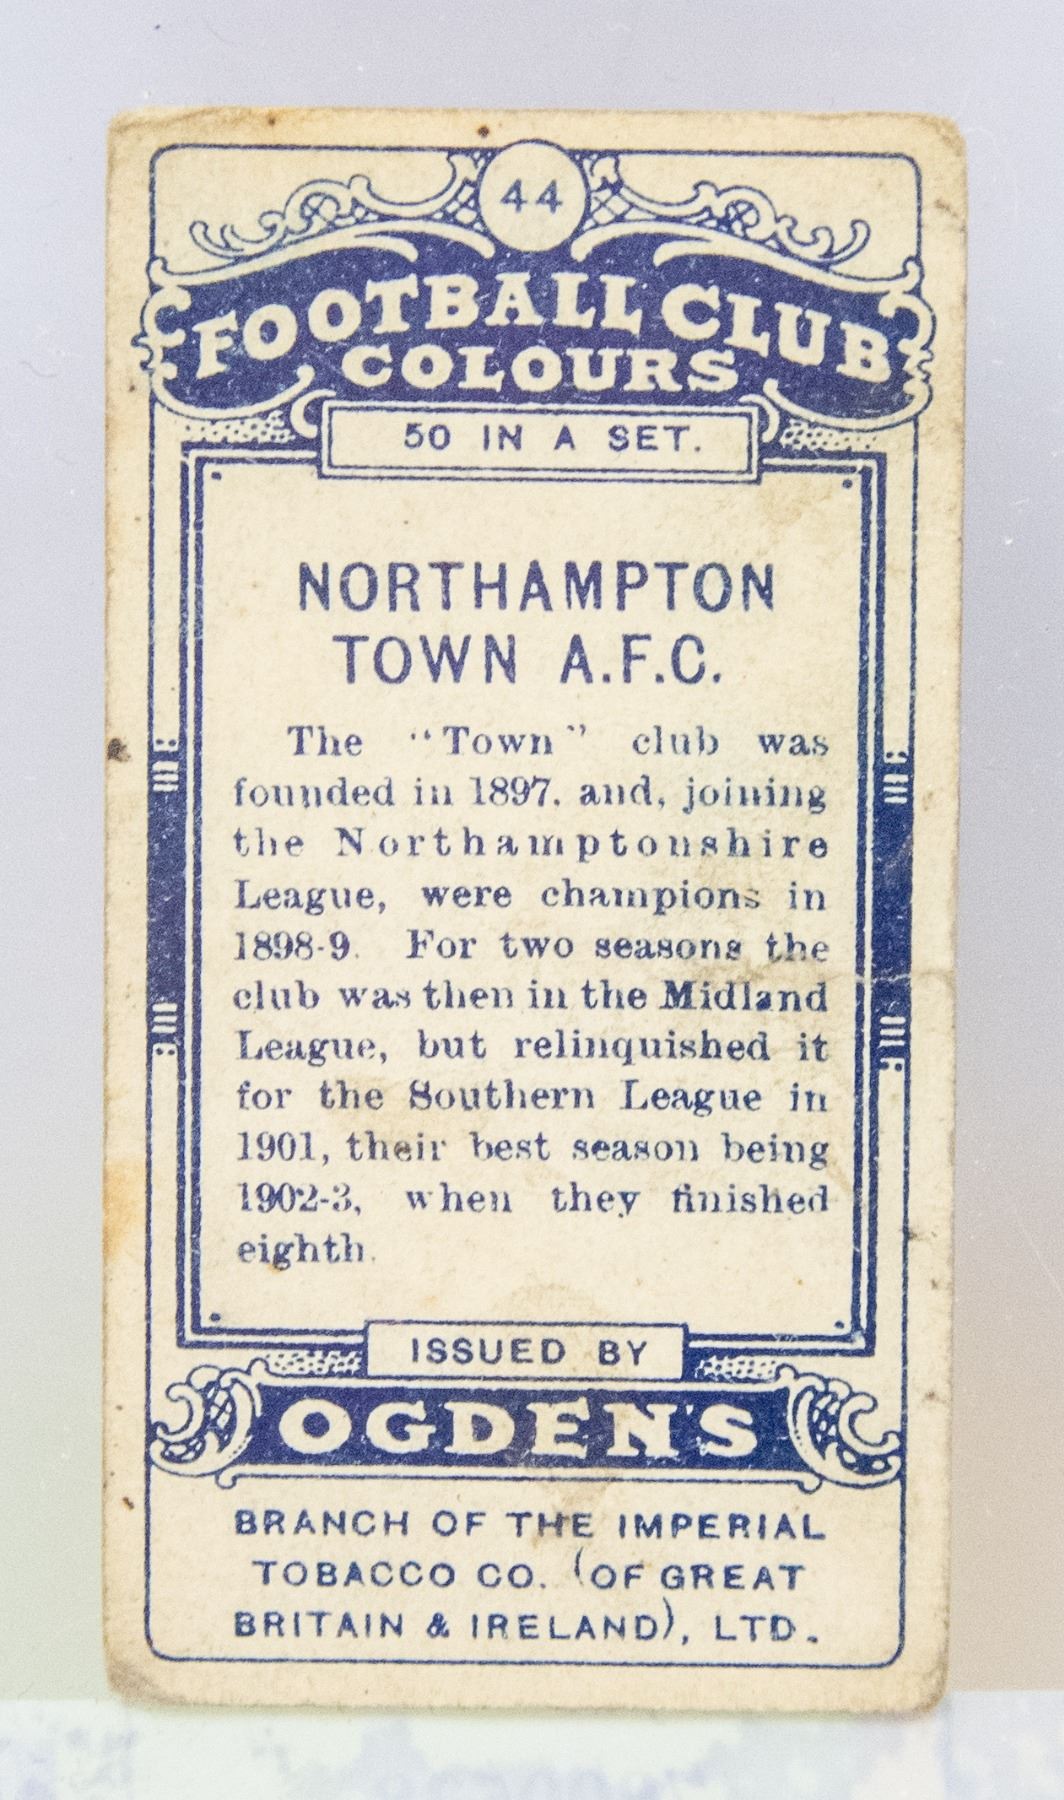 44
FOOTBALL CLUB
COLOURS
50 IN A SET.
NORTHAMPTON
TOWN A.F.C.
The "Town" club was
founded in 1897, and, joining
the Northamptonshire
League, were champions in
1898-9. For two seasons the
club was then in the Midland
League, but relinquished it
for the Southern League in
1901, their best season being
1902-3, when they finished
eighth.
ISSUED BY
OGDEN'S
BRANCH OF THE IMPERIAL
TOBACCO CO. (OF GREAT
BRITAIN & IRELAND), LTD.